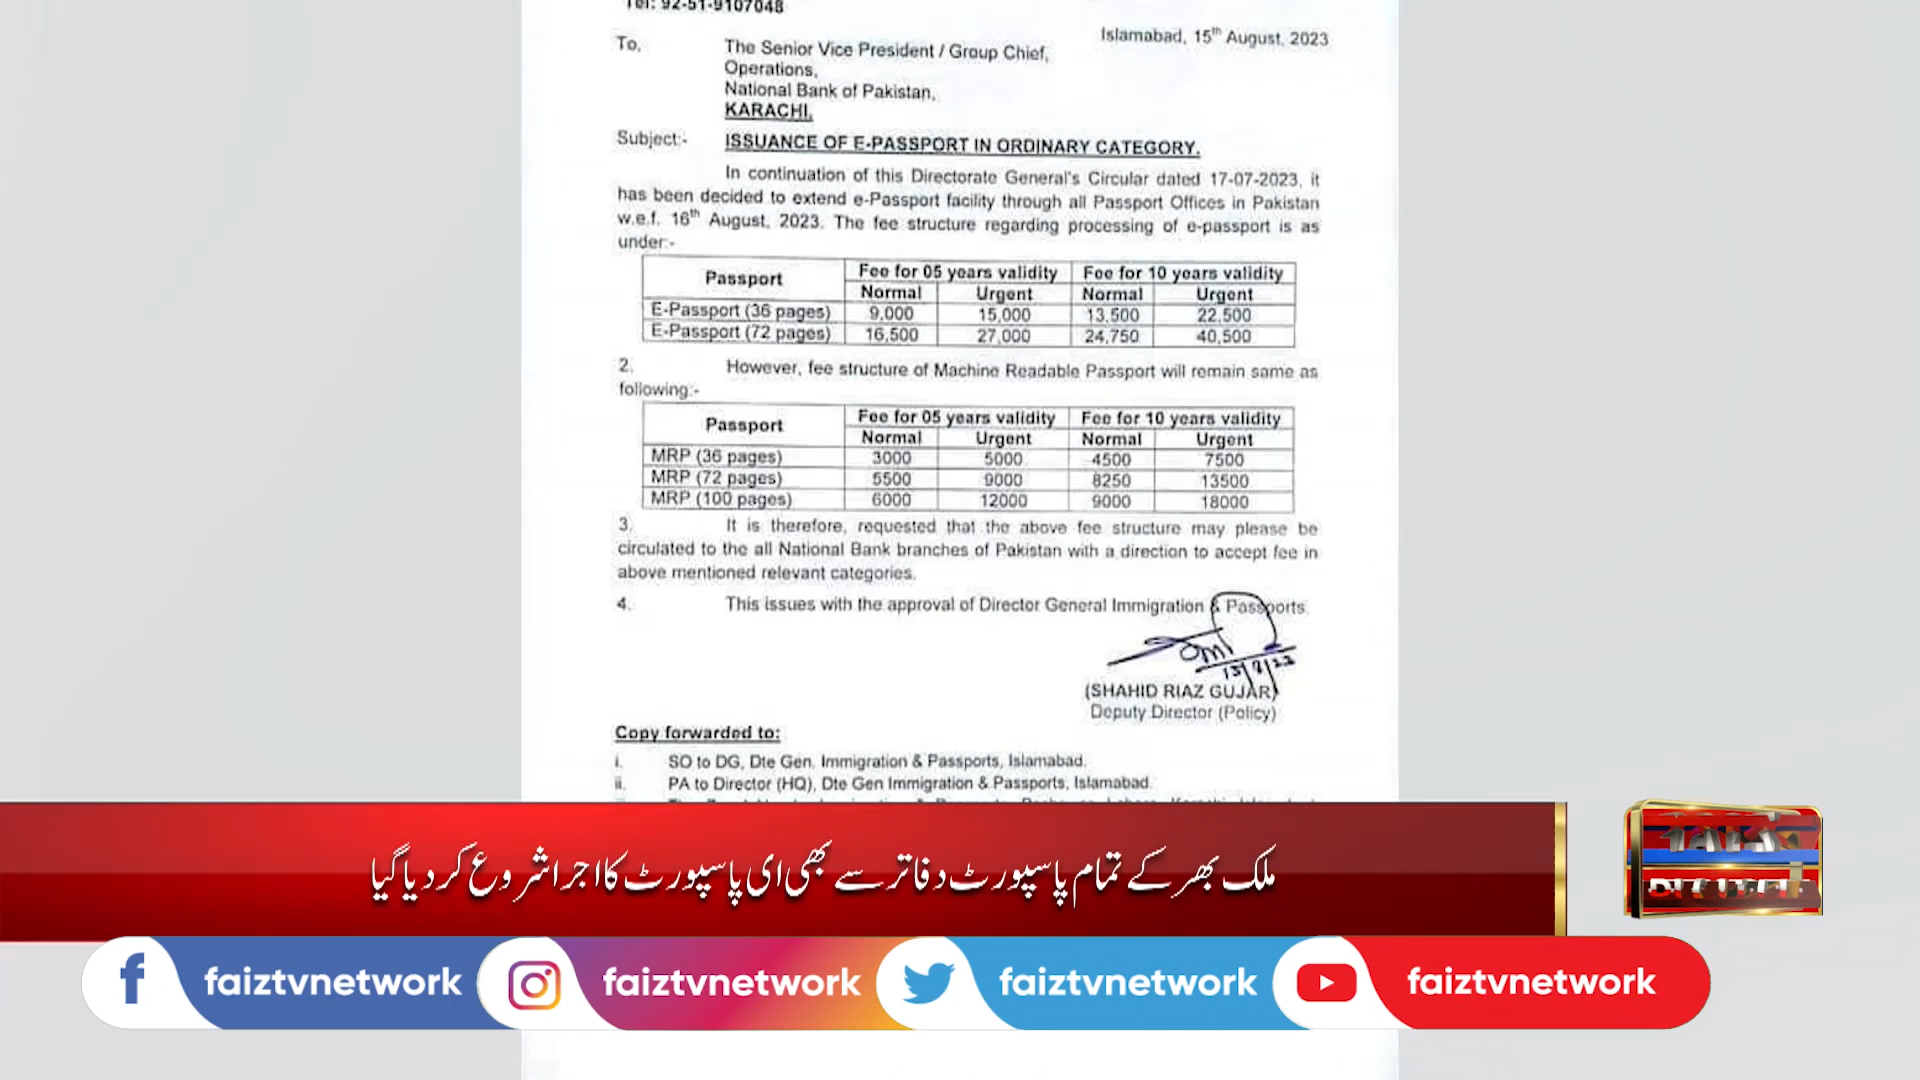 Tel: 92-51-9107048
Islamabad, 15th August, 2023
To,
The Senior Vice President / Group Chief,
Operations,
National Bank of Pakistan,
KARACHI.
Subject:- ISSUANCE OF E-PASSPORT IN ORDINARY CATEGORY.
In continuation of this Directorate General's Circular dated 17-07-2023, it
has been decided to extend e-Passport facility through all Passport Offices in Pakistan
w.e.f. 16th August, 2023. The fee structure regarding processing of e-passport is as
under:-
Passport Fee for 05 years validity Fee for 10 years validity
Normal Urgent Normal Urgent
E-Passport (36 pages) 9,000 15,000 13,500 22,500
E-Passport (72 pages) 16,500 27,000 24,750 40,500
2. However, fee structure of Machine Readable Passport will remain same as
following:-
Passport Fee for 05 years validity Fee for 10 years validity
Normal Urgent Normal Urgent
MRP (36 pages) 3000 5000 4500 7500
MRP (72 pages) 5500 9000 8250 13500
MRP (100 pages) 6000 12000 9000 18000
3. It is therefore, requested that the above fee structure may please be
circulated to the all National Bank branches of Pakistan with a direction to accept fee in
above mentioned relevant categories.
4. This issues with the approval of Director General Immigration & Passports.
(SHAHID RIAZ GUJAR)
Deputy Director (Policy)
Copy forwarded to:
i. SO to DG, Dte Gen. Immigration & Passports, Islamabad.
ii. PA to Director (HQ), Dte Gen Immigration & Passports, Islamabad.
ملک بھر کے تمام پاسپورٹ دفاتر سے بھی ای پاسپورٹ کا اجرا شروع کر دیا گیا
faiztvnetwork
faiztvnetwork
faiztvnetwork
faiztvnetwork